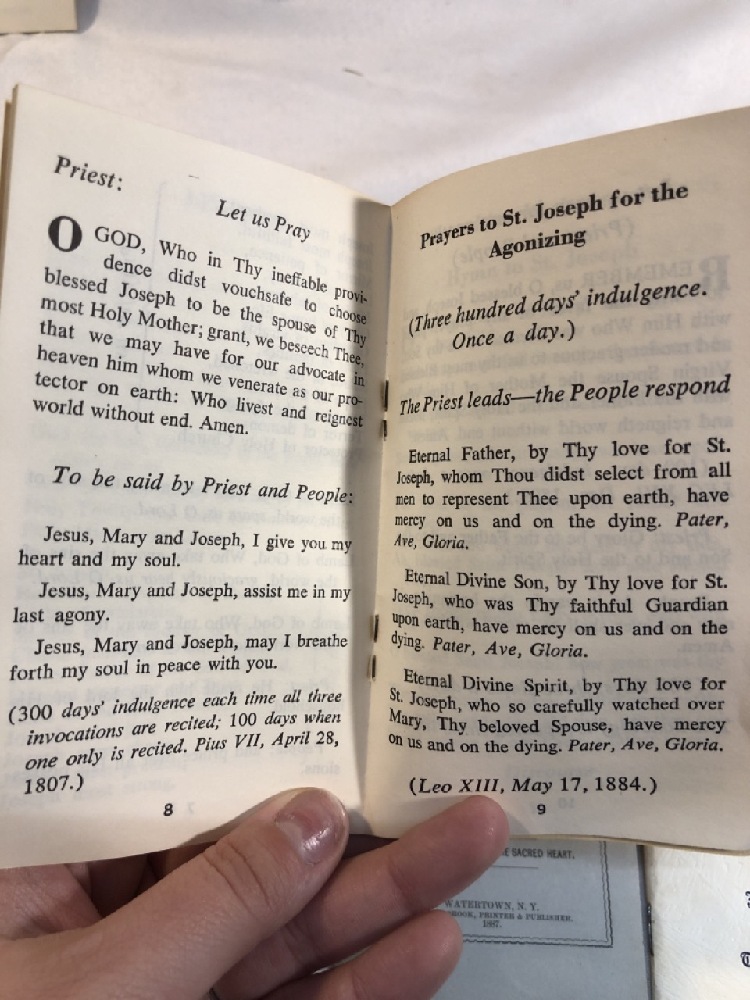 Priest:
Let us Pray
O GOD, Who in Thy ineffable provi-
dence didst vouchsafe to choose
blessed Joseph to be the spouse of Thy
most Holy Mother; grant, we beseech Thee,
that we may have for our advocate in
heaven him whom we venerate as our pro-
tector on earth: Who livest and reignest
world without end. Amen.
To be said by Priest and People:
Jesus, Mary and Joseph, I give you my
heart and my soul.
Jesus, Mary and Joseph, assist me in my
last agony.
Jesus, Mary and Joseph, may I breathe
forth my soul in peace with you.
(300 days' indulgence each time all three
invocations are recited; 100 days when
one only is recited. Pius VII, April 28,
1807.)
8
Prayers to St. Joseph for the
Agonizing
(Three hundred days' indulgence.
Once a day.)
The Priest leads—the People respond
Eternal Father, by Thy love for St.
Joseph, whom Thou didst select from all
men to represent Thee upon earth, have
mercy on us and on the dying. Pater,
Ave, Gloria.
Eternal Divine Son, by Thy love for St.
Joseph, who was Thy faithful Guardian
upon earth, have mercy on us and on the
dying. Pater, Ave, Gloria.
Eternal Divine Spirit, by Thy love for
St. Joseph, who so carefully watched over
Mary, Thy beloved Spouse, have mercy
on us and on the dying. Pater, Ave, Gloria.
(Leo XIII, May 17, 1884.)
9
SACRED HEART.
WATERTOWN, N. Y.
PRINTER & PUBLISHER.
1887.